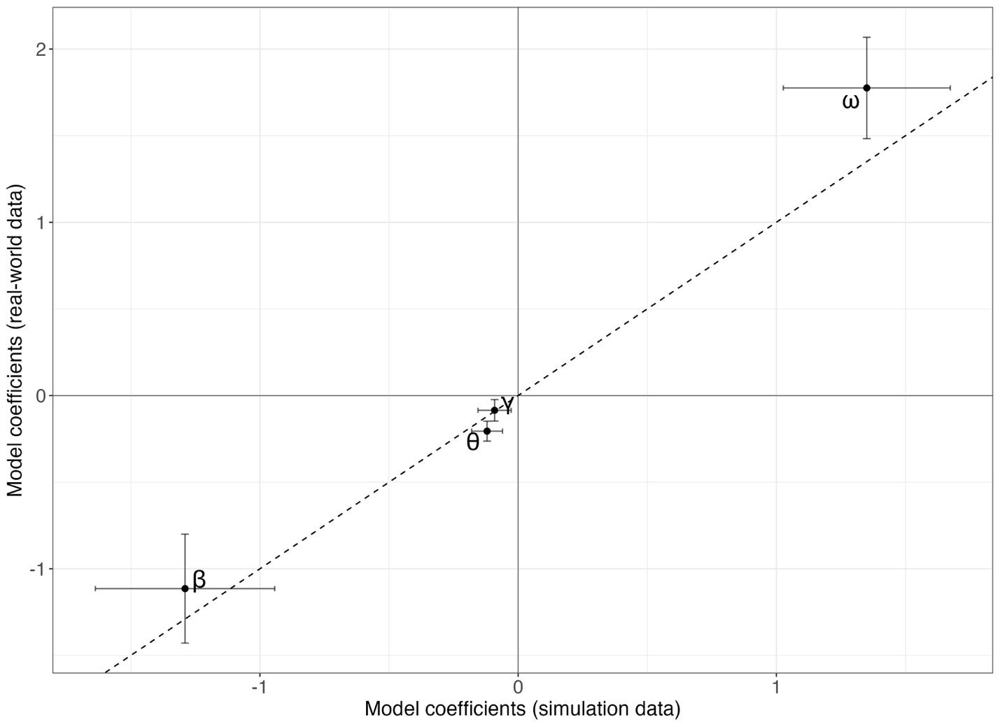 2
ω
1
Model coefficients (real-world data)
0
γ
θ
-1
β
-1
0
1
Model coefficients (simulation data)